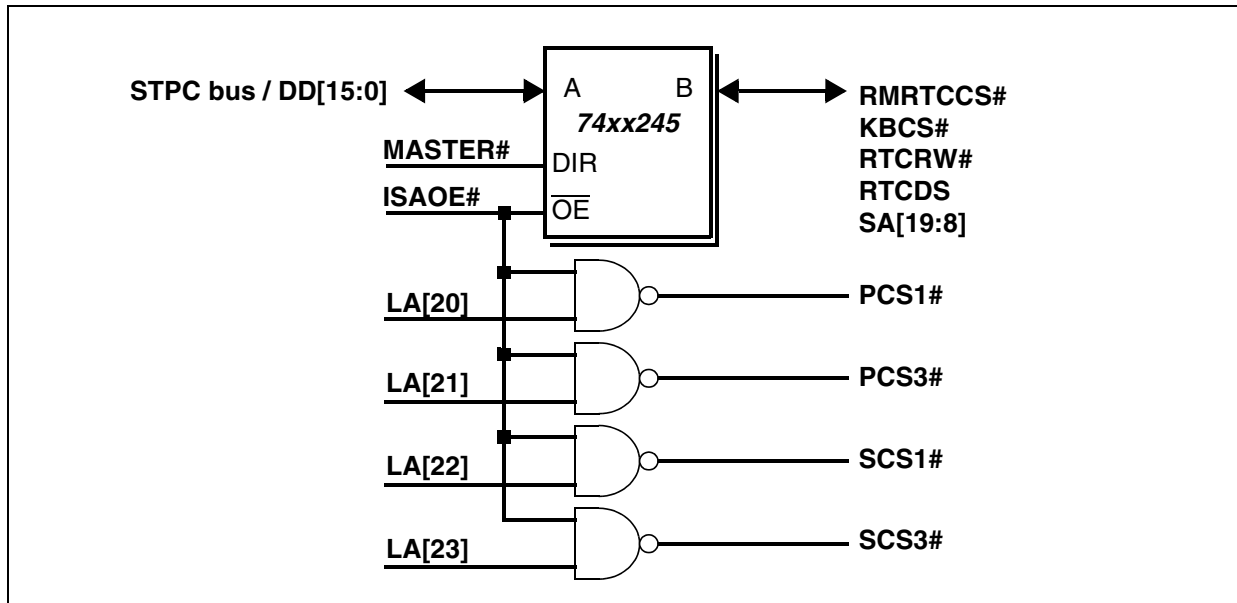 STPC bus / DD[15:0]
A B
74xx245
RMRTCCS#
KBCS#
RTCRW#
RTCDS
SA[19:8]
MASTER#
DIR
ISAOE#
OE
LA[20]
PCS1#
LA[21]
PCS3#
LA[22]
SCS1#
LA[23]
SCS3#